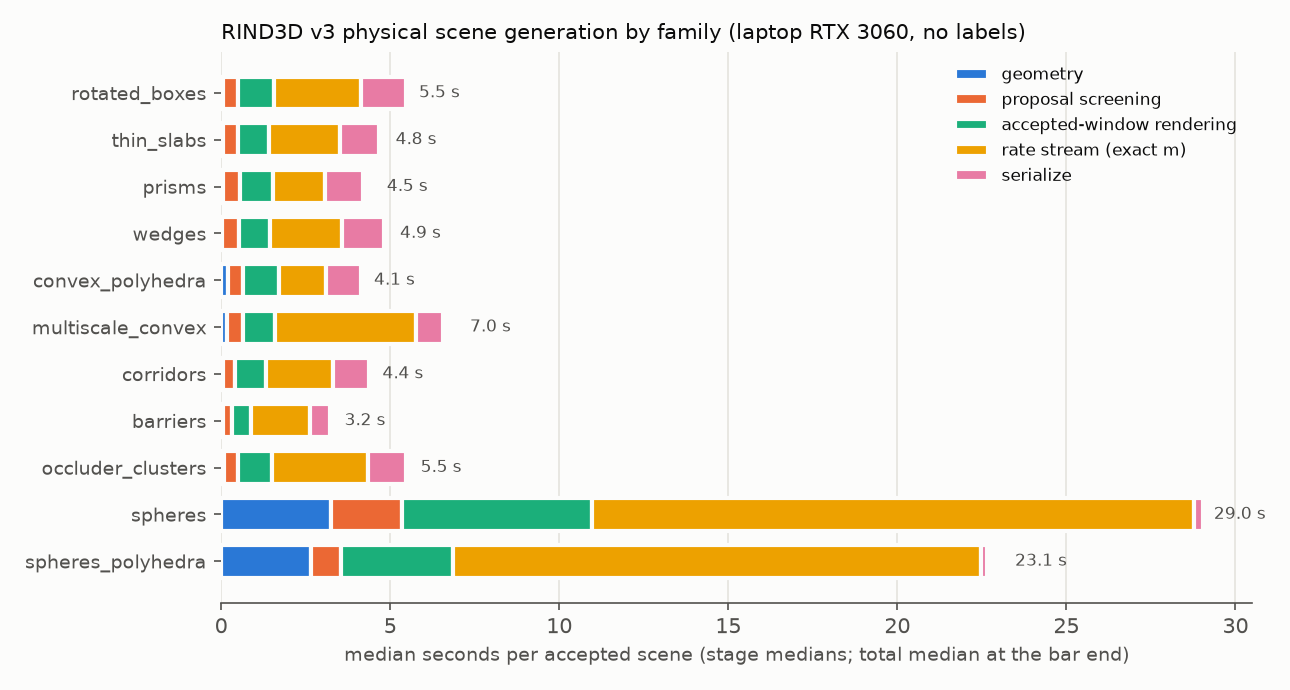 RIND3D v3 physical scene generation by family (laptop RTX 3060, no labels)
geometry
proposal screening
accepted-window rendering
rate stream (exact m)
serialize
rotated_boxes 5.5 s
thin_slabs 4.8 s
prisms 4.5 s
wedges 4.9 s
convex_polyhedra 4.1 s
multiscale_convex 7.0 s
corridors 4.4 s
barriers 3.2 s
occluder_clusters 5.5 s
spheres 29.0 s
spheres_polyhedra 23.1 s
0 5 10 15 20 25 30
median seconds per accepted scene (stage medians; total median at the bar end)